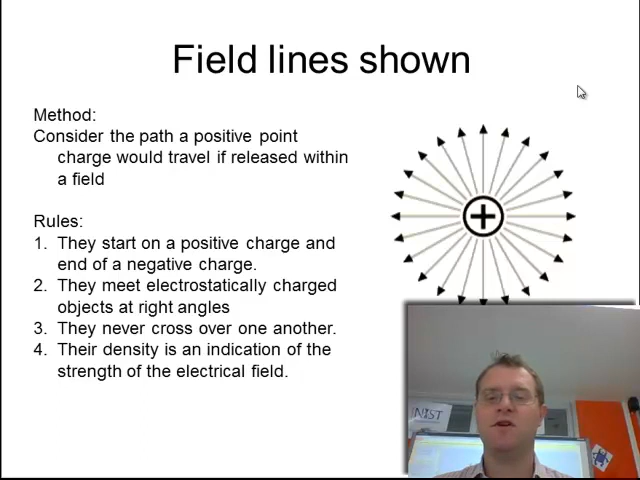 Field lines shown
Method:
Consider the path a positive point
charge would travel if released within
a field
Rules:
1. They start on a positive charge and
end of a negative charge.
2. They meet electrostatically charged
objects at right angles
3. They never cross over one another.
4. Their density is an indication of the
strength of the electrical field.
+
NIST